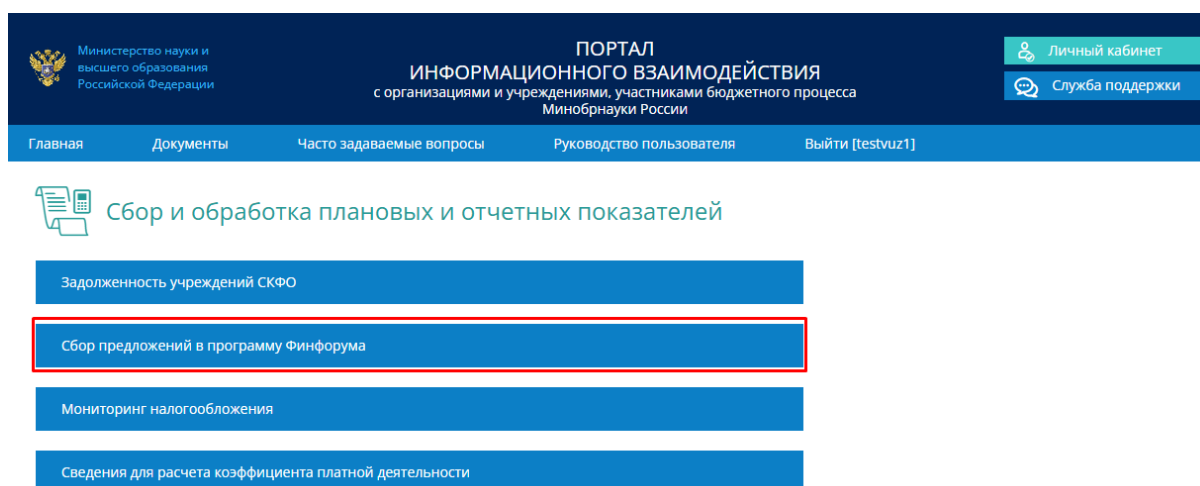 Министерство науки и
высшего образования
Российской Федерации
ПОРТАЛ
ИНФОРМАЦИОННОГО ВЗАИМОДЕЙСТВИЯ
с организациями и учреждениями, участниками бюджетного процесса
Минобрнауки России
Личный кабинет
Служба поддержки
Главная Документы Часто задаваемые вопросы Руководство пользователя Выйти [testvuz1]
Сбор и обработка плановых и отчетных показателей
Задолженность учреждений СКФО
Сбор предложений в программу Финфорума
Мониторинг налогообложения
Сведения для расчета коэффициента платной деятельности